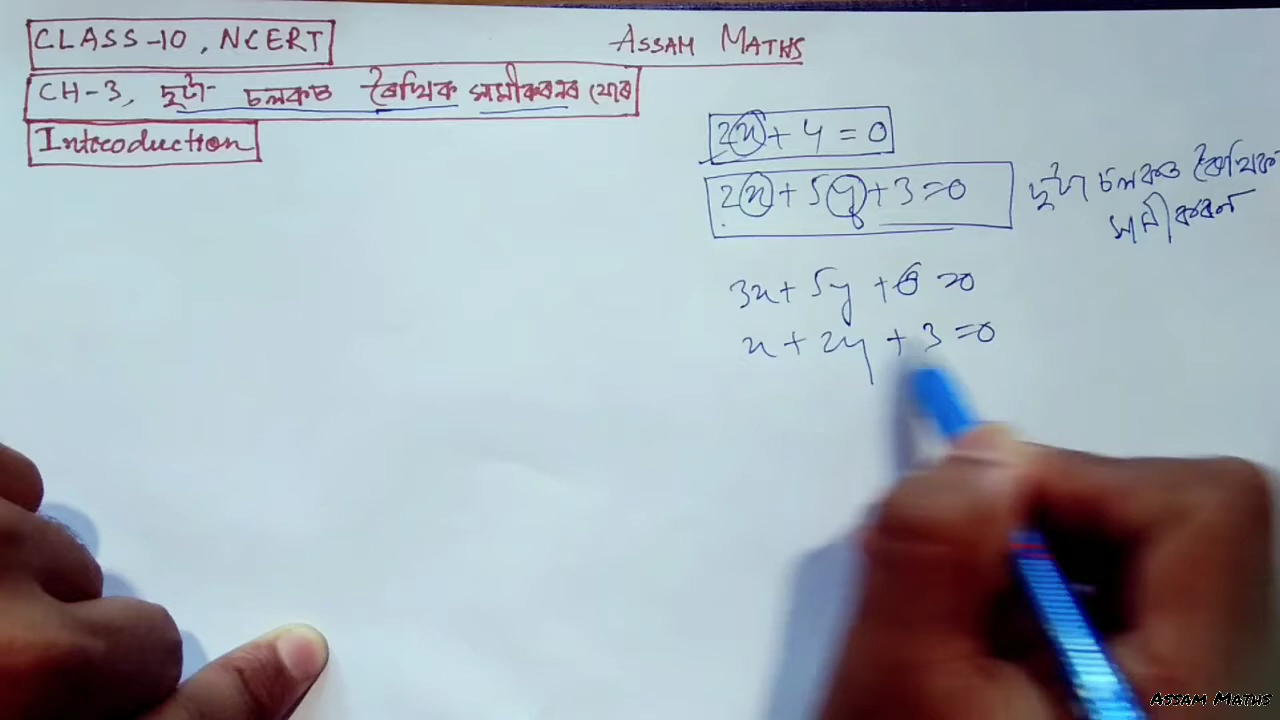 CLASS-10, NCERT
ASSAM MATHS
CH-3, দুটা চলকত ৰৈখিক সমীকৰণৰ যোৰ
Introduction
2x + 4 = 0
2x + 5y + 3 = 0
দুটা চলকত ৰৈখিক
সমীকৰণ
3x + 5y + 6 = 0
x + 2y + 3 = 0
ASSAM MATHS